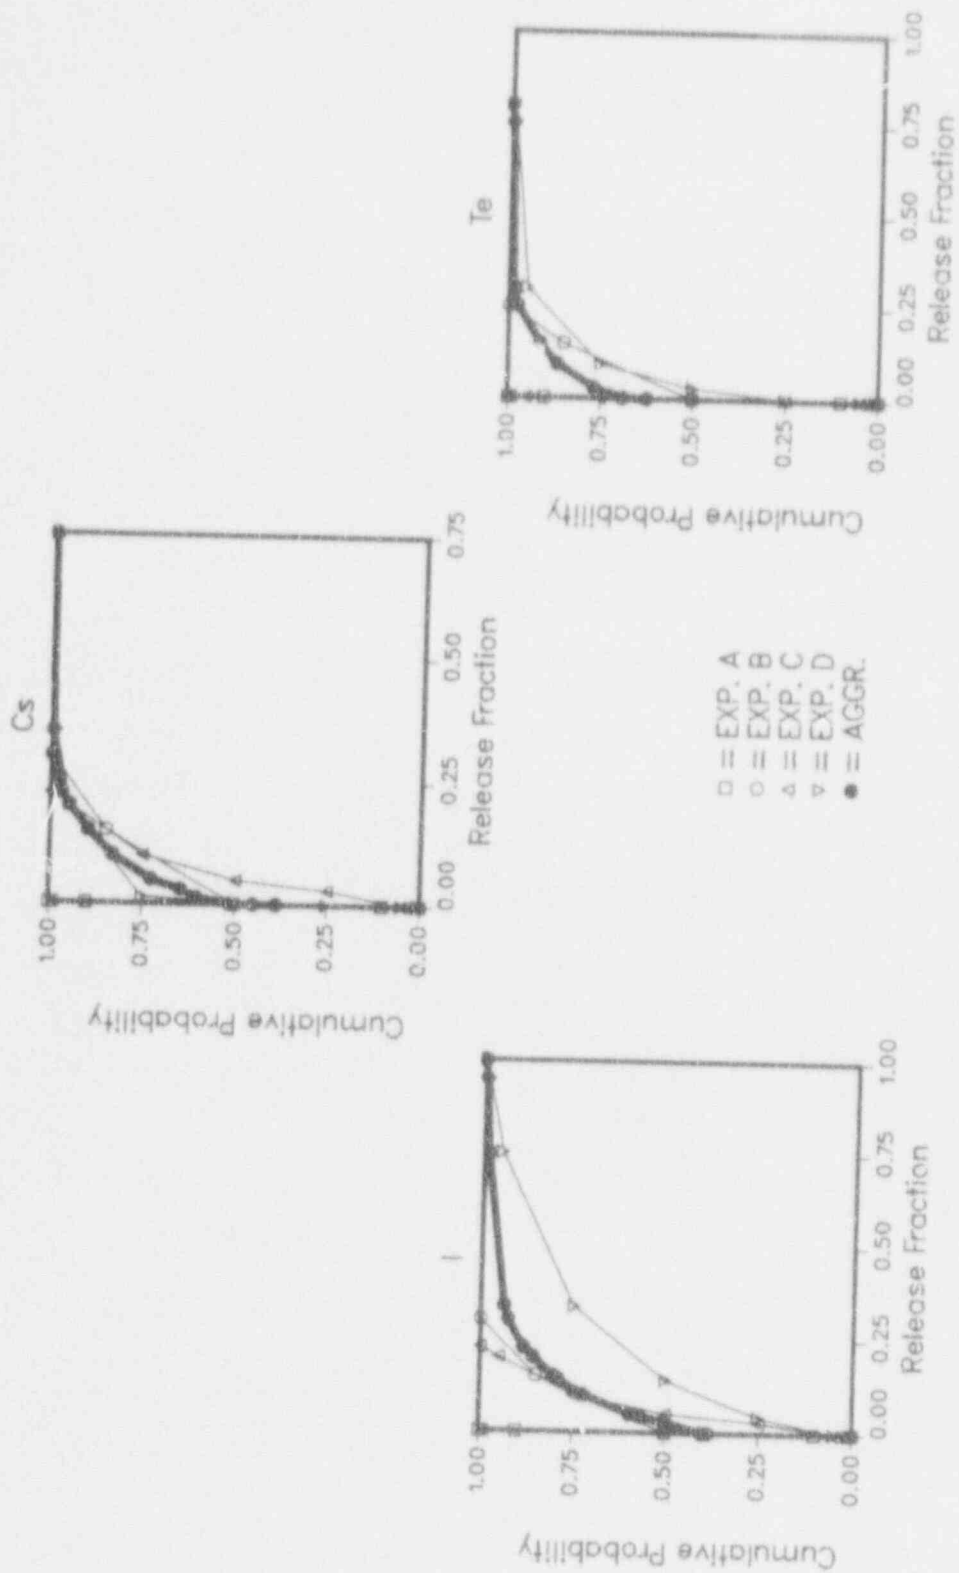 I
Cumulative Probability
1.00
0.75
0.50
0.25
0.00
0.00 0.25 0.50 0.75 1.00
Release Fraction
Cs
Cumulative Probability
1.00
0.75
0.50
0.25
0.00
0.00 0.25 0.50 0.75
Release Fraction
Te
Cumulative Probability
1.00
0.75
0.50
0.25
0.00
0.00 0.25 0.50 0.75 1.00
Release Fraction
□ = EXP. A
○ = EXP. B
△ = EXP. C
▽ = EXP. D
● = AGGR.